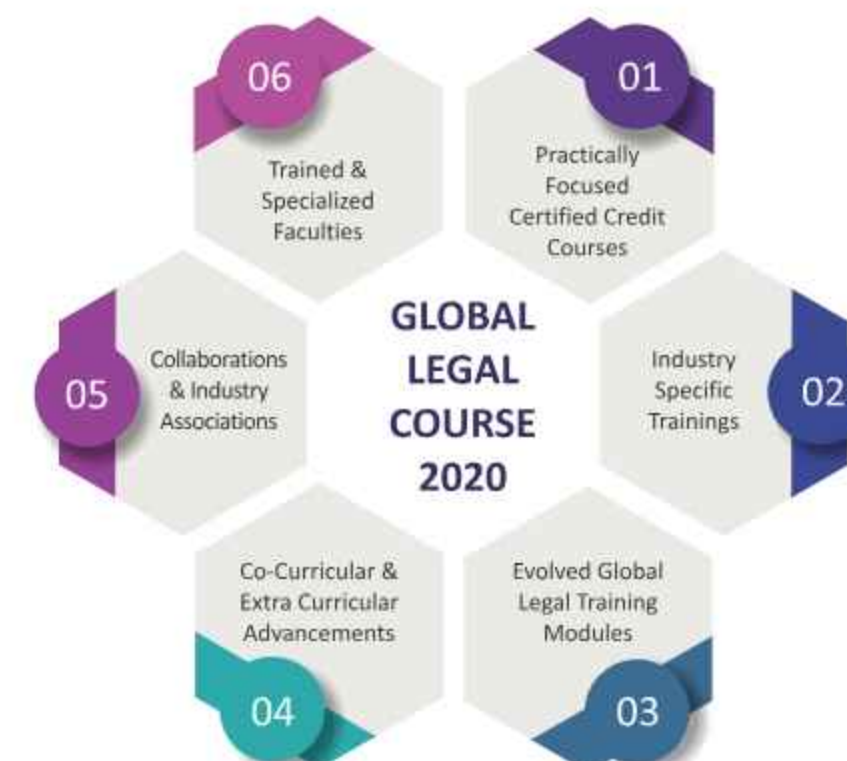 GLOBAL
LEGAL
COURSE
2020
01
Practically
Focused
Certified Credit
Courses
02
Industry
Specific
Trainings
03
Evolved Global
Legal Training
Modules
04
Co-Curricular &
Extra Curricular
Advancements
05
Collaborations
& Industry
Associations
06
Trained &
Specialized
Faculties